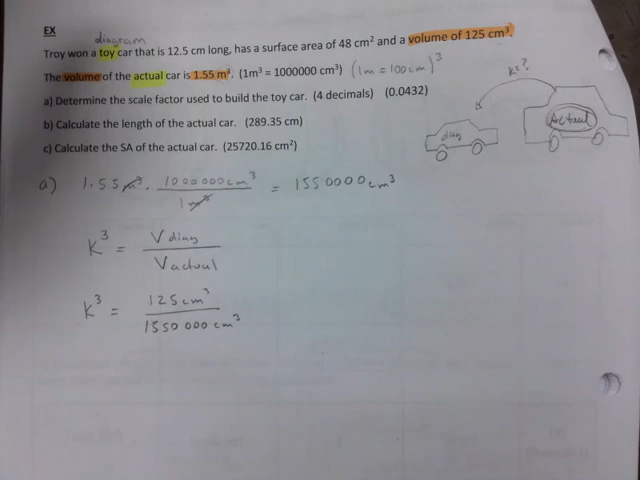 EX
diagram
Troy won a toy car that is 12.5 cm long, has a surface area of 48 cm² and a volume of 125 cm³.
The volume of the actual car is 1.55 m³. (1m³ = 1000000 cm³) (1m = 100cm)³
a) Determine the scale factor used to build the toy car. (4 decimals) (0.0432)
K=?
b) Calculate the length of the actual car. (289.35 cm)
Actual
diag
c) Calculate the SA of the actual car. (25720.16 cm²)
a) 1.55 m³ · 1000000 cm³ / 1 m³ = 1550000 cm³
K³ = V diag / V actual
K³ = 125 cm³ / 1550 000 cm³